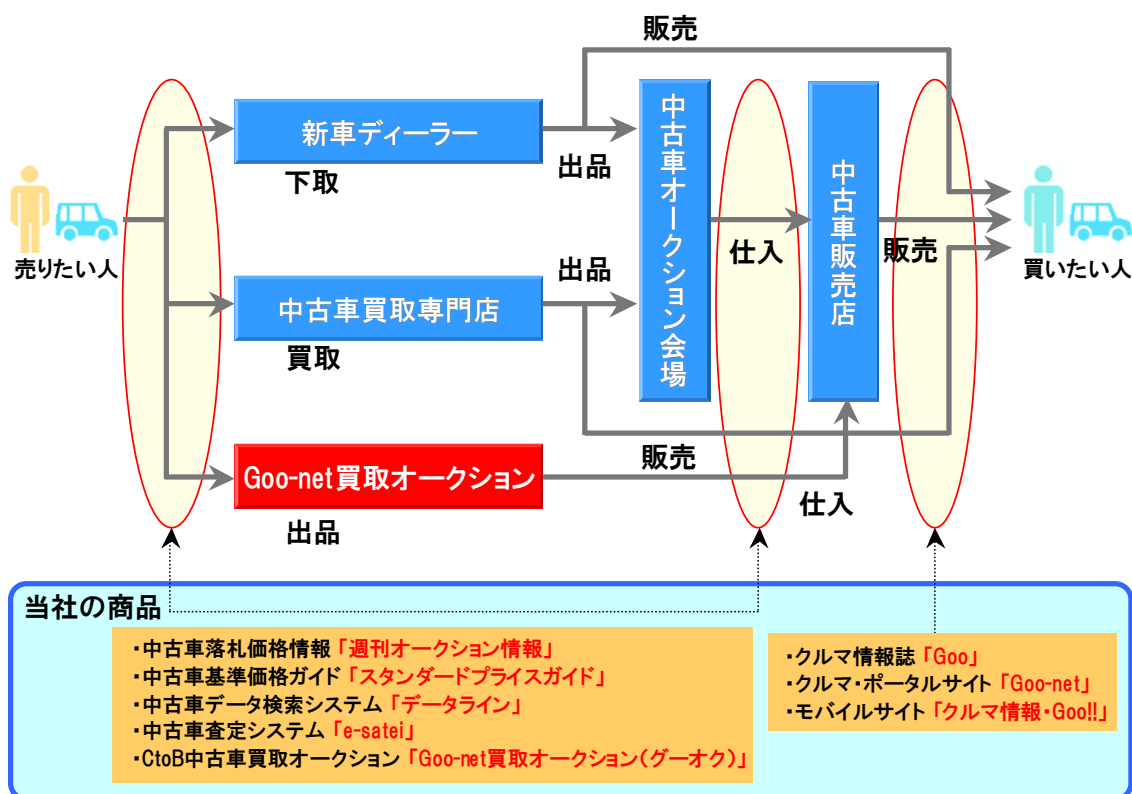 販売
新車ディーラー
下取
出品
売りたい人
中古車オークション会場
仕入
中古車販売店
販売
買いたい人
中古車買取専門店
買取
出品
Goo-net買取オークション
出品
販売
仕入
当社の商品
・中古車落札価格情報「週刊オークション情報」
・中古車基準価格ガイド「スタンダードプライスガイド」
・中古車データ検索システム「データライン」
・中古車査定システム「e-satei」
・CtoB中古車買取オークション「Goo-net買取オークション(グーオク)」
・クルマ情報誌「Goo」
・クルマ・ポータルサイト「Goo-net」
・モバイルサイト「クルマ情報・Goo!!」